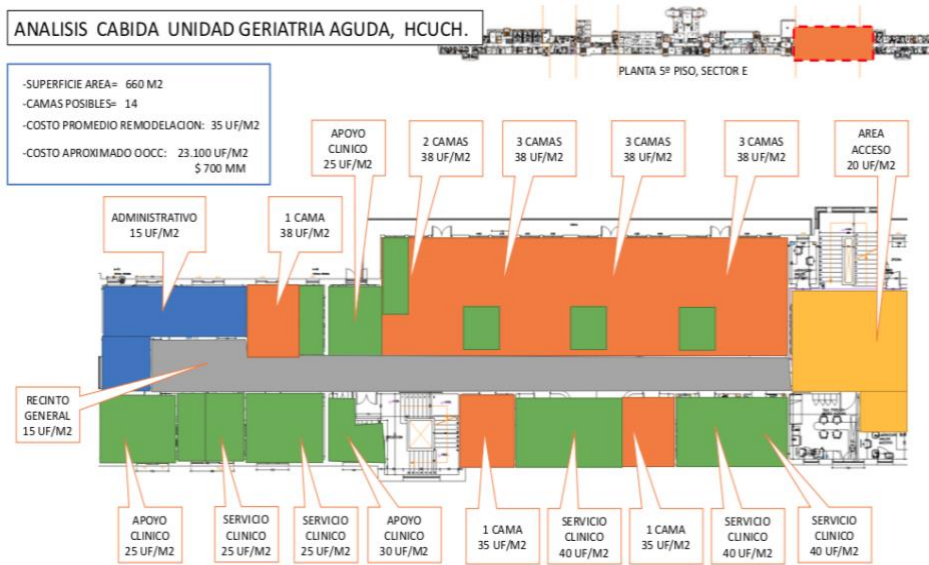 ANALISIS CABIDA UNIDAD GERIATRIA AGUDA, HCUCH.
PLANTA 5º PISO, SECTOR E
-SUPERFICIE AREA= 660 M2
-CAMAS POSIBLES= 14
-COSTO PROMEDIO REMODELACION: 35 UF/M2
-COSTO APROXIMADO OOCC: 23.100 UF/M2
$ 700 MM
APOYO
CLINICO
25 UF/M2
2 CAMAS
38 UF/M2
3 CAMAS
38 UF/M2
3 CAMAS
38 UF/M2
3 CAMAS
38 UF/M2
AREA
ACCESO
20 UF/M2
ADMINISTRATIVO
15 UF/M2
1 CAMA
38 UF/M2
RECINTO
GENERAL
15 UF/M2
APOYO
CLINICO
25 UF/M2
SERVICIO
CLINICO
25 UF/M2
SERVICIO
CLINICO
25 UF/M2
APOYO
CLINICO
30 UF/M2
1 CAMA
35 UF/M2
SERVICIO
CLINICO
40 UF/M2
1 CAMA
35 UF/M2
SERVICIO
CLINICO
40 UF/M2
SERVICIO
CLINICO
40 UF/M2